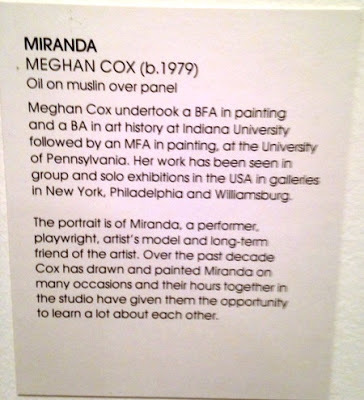 MIRANDA
MEGHAN COX (b.1979)
Oil on muslin over panel
Meghan Cox undertook a BFA in painting
and a BA in art history at Indiana University
followed by an MFA in painting, at the University
of Pennsylvania. Her work has been seen in
group and solo exhibitions in the USA in galleries
in New York, Philadelphia and Williamsburg.
The portrait is of Miranda, a performer,
playwright, artist's model and long-term
friend of the artist. Over the past decade
Cox has drawn and painted Miranda on
many occasions and their hours together in
the studio have given them the opportunity
to learn a lot about each other.